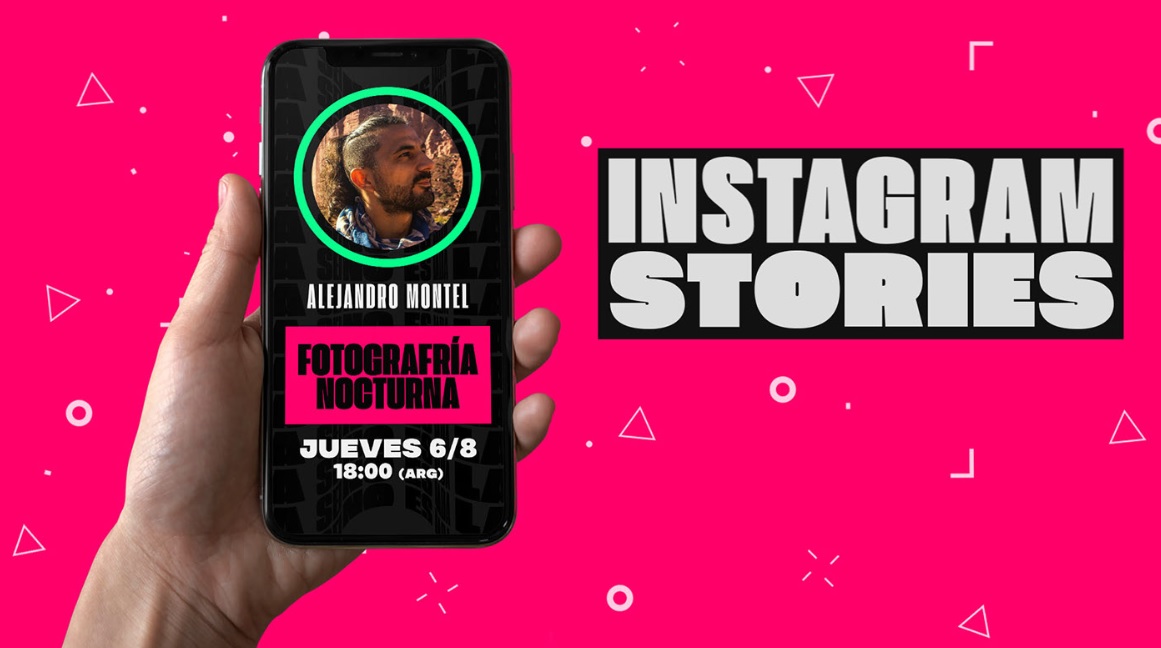 ALEJANDRO MONTEL
FOTOGRAFRÍA
NOCTURNA
JUEVES 6/8
18:00 (ARG)
INSTAGRAM
STORIES